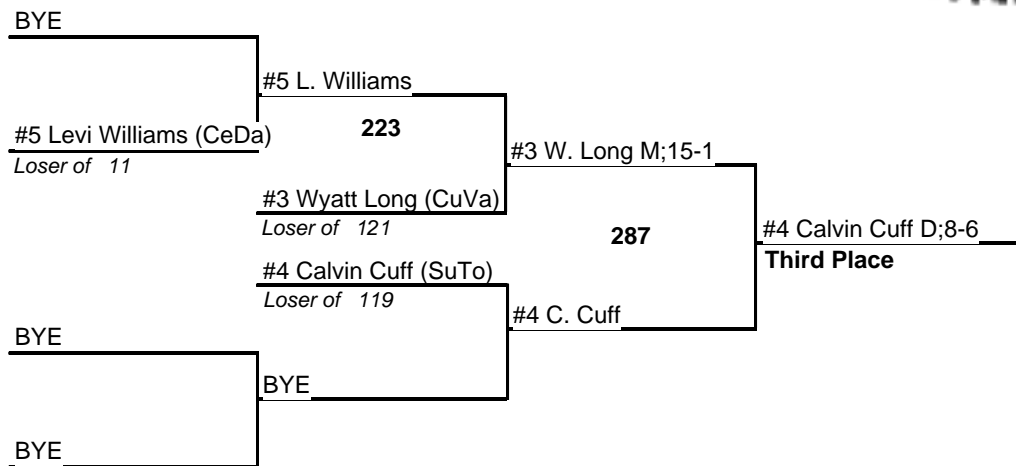 BYE
#5 L. Williams
#5 Levi Williams (CeDa)
223
Loser of 11
#3 W. Long M;15-1
#3 Wyatt Long (CuVa)
Loser of 121
287
#4 Calvin Cuff D;8-6
Third Place
#4 Calvin Cuff (SuTo)
Loser of 119
#4 C. Cuff
BYE
BYE
BYE